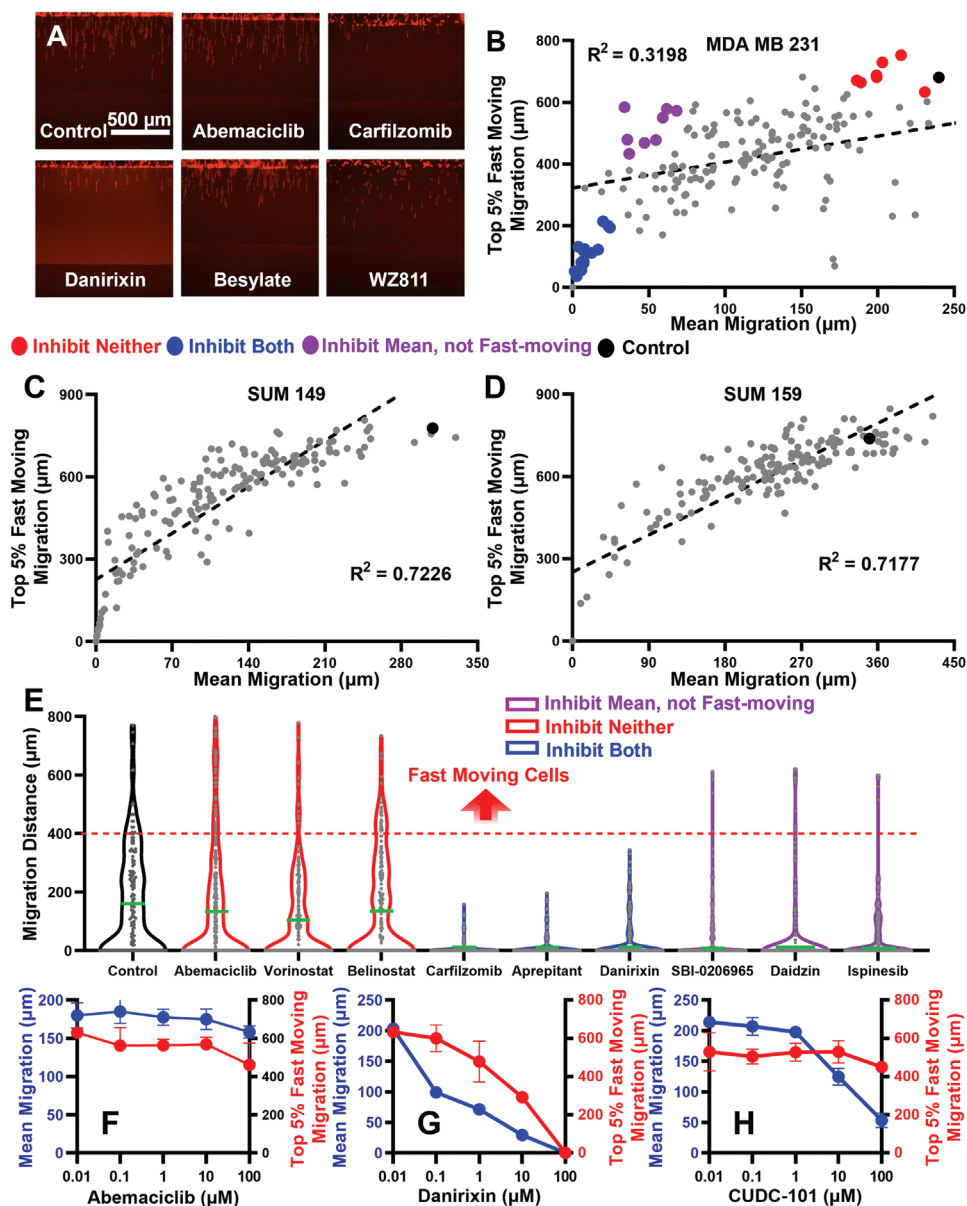 A
Control
500 µm
Abemaciclib
Carfilzomib
Danirixin
Besylate
WZ811
B
MDA MB 231
R² = 0.3198
Top 5% Fast Moving
Migration (µm)
800
600
400
200
0
0
50
100
150
200
250
Mean Migration (µm)
Inhibit Neither
Inhibit Both
Inhibit Mean, not Fast-moving
Control
C
SUM 149
Top 5% Fast Moving
Migration (µm)
900
600
300
0
R² = 0.7226
0
70
140
210
280
350
Mean Migration (µm)
D
SUM 159
Top 5% Fast Moving
Migration (µm)
900
600
300
0
R² = 0.7177
0
90
180
270
360
450
Mean Migration (µm)
E
Inhibit Mean, not Fast-moving
Inhibit Neither
Inhibit Both
Fast Moving Cells
Migration Distance (µm)
800
600
400
200
0
Control
Abemaciclib
Vorinostat
Belinostat
Carfilzomib
Aprepitant
Danirixin
SBI-0206965
Daidzin
Ispinesib
Mean Migration (µm)
200
150
100
50
0
F
800
600
400
200
0
Top 5% Fast Moving
Migration (µm)
0.01
0.1
1
10
100
Abemaciclib (µM)
Mean Migration (µm)
250
200
150
100
50
0
G
800
600
400
200
0
Top 5% Fast Moving
Migration (µm)
0.01
0.1
1
10
100
Danirixin (µM)
Mean Migration (µm)
250
200
150
100
50
0
H
800
600
400
200
0
Top 5% Fast Moving
Migration (µm)
0.01
0.1
1
10
100
CUDC-101 (µM)